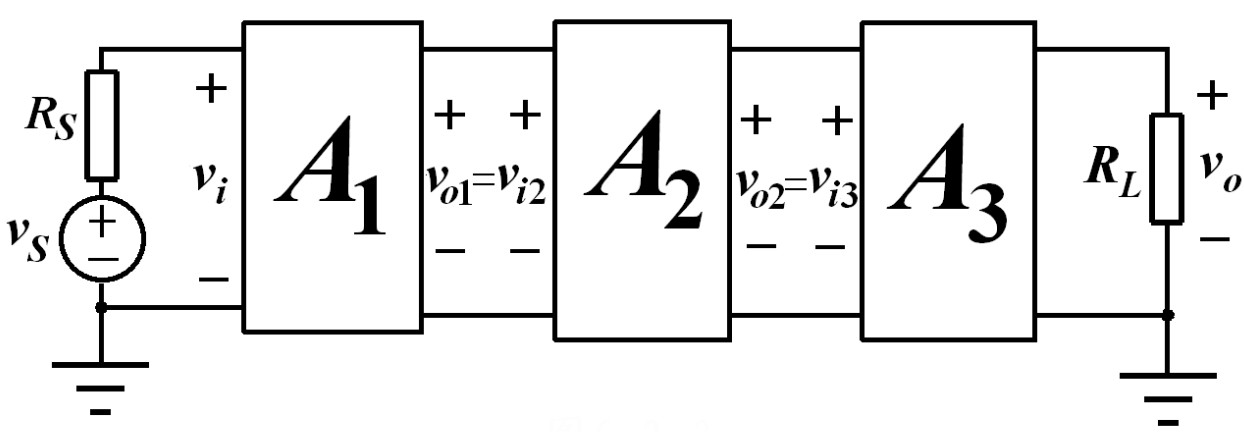 + + + + + +
R_S v_i A_1 v_o1=v_i2 A_2 v_o2=v_i3 A_3 R_L v_o
v_S + −
− − − − − −